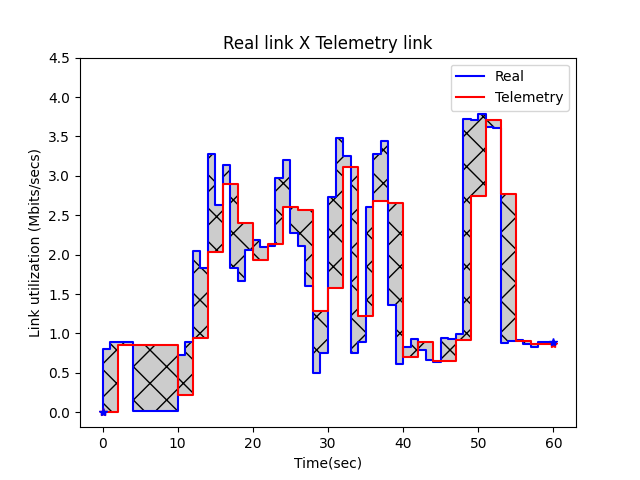 Real link X Telemetry link
Link utilization (Mbits/secs)
4.5
4.0
3.5
3.0
2.5
2.0
1.5
1.0
0.5
0.0
Real
Telemetry
0 10 20 30 40 50 60
Time(sec)